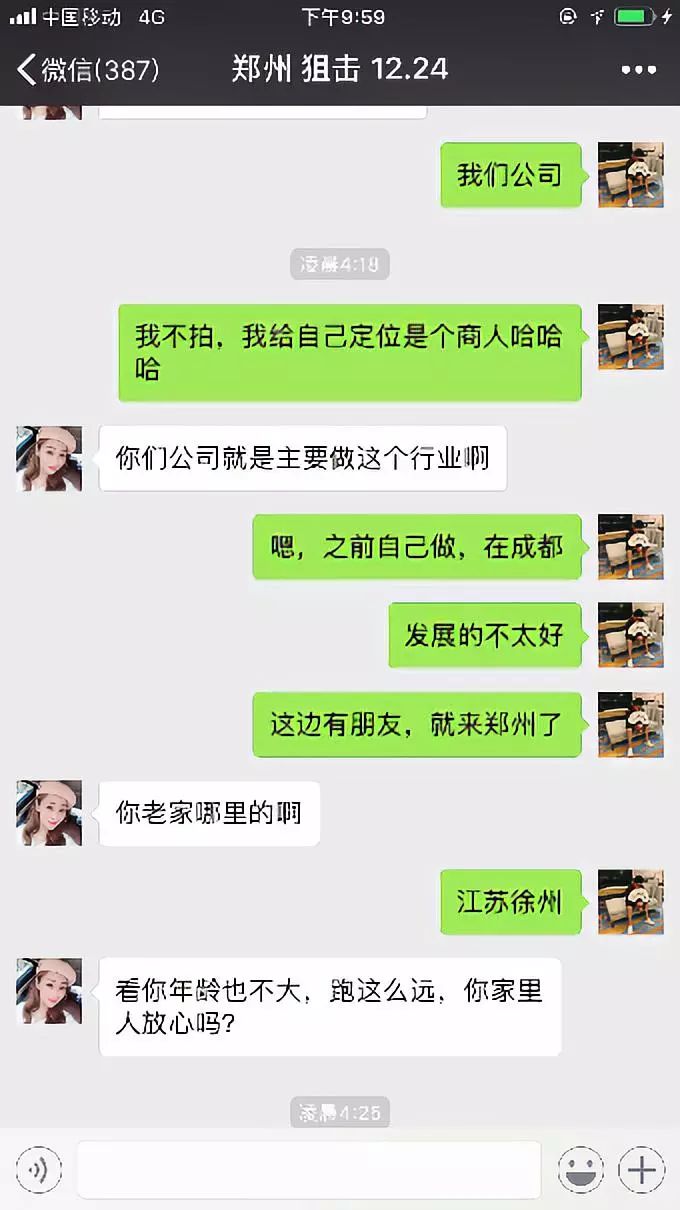 中国移动 4G 下午9:59
微信(387) 郑州 狙击 12.24
我们公司
凌晨4:18
我不拍，我给自己定位是个商人哈哈
哈
你们公司就是主要做这个行业啊
嗯，之前自己做，在成都
发展的不太好
这边有朋友，就来郑州了
你老家哪里的啊
江苏徐州
看你年龄也不大，跑这么远，你家里
人放心吗？
凌晨4:25